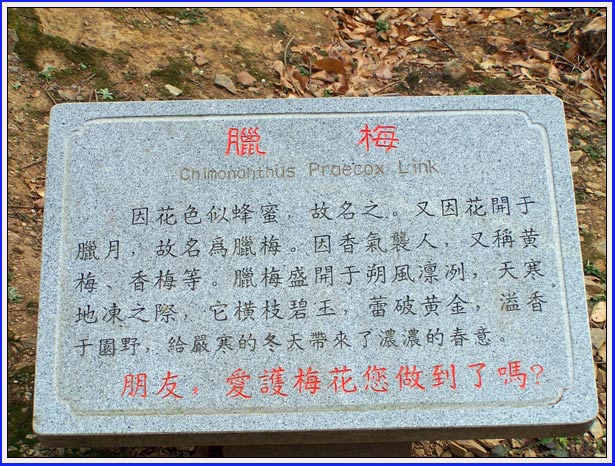 臘 梅
Chimonanthus Praecox Link
因花色似蜂蜜，故名之。又因花開于
臘月，故名爲臘梅。因香氣襲人，又稱黄
梅、香梅等。臘梅盛開于朔風凛冽，天寒
地凍之際，它橫枝碧玉，蕾破黄金，溢香
于園野，給嚴寒的冬天帶來了濃濃的春意。
朋友，愛護梅花您做到了嗎？